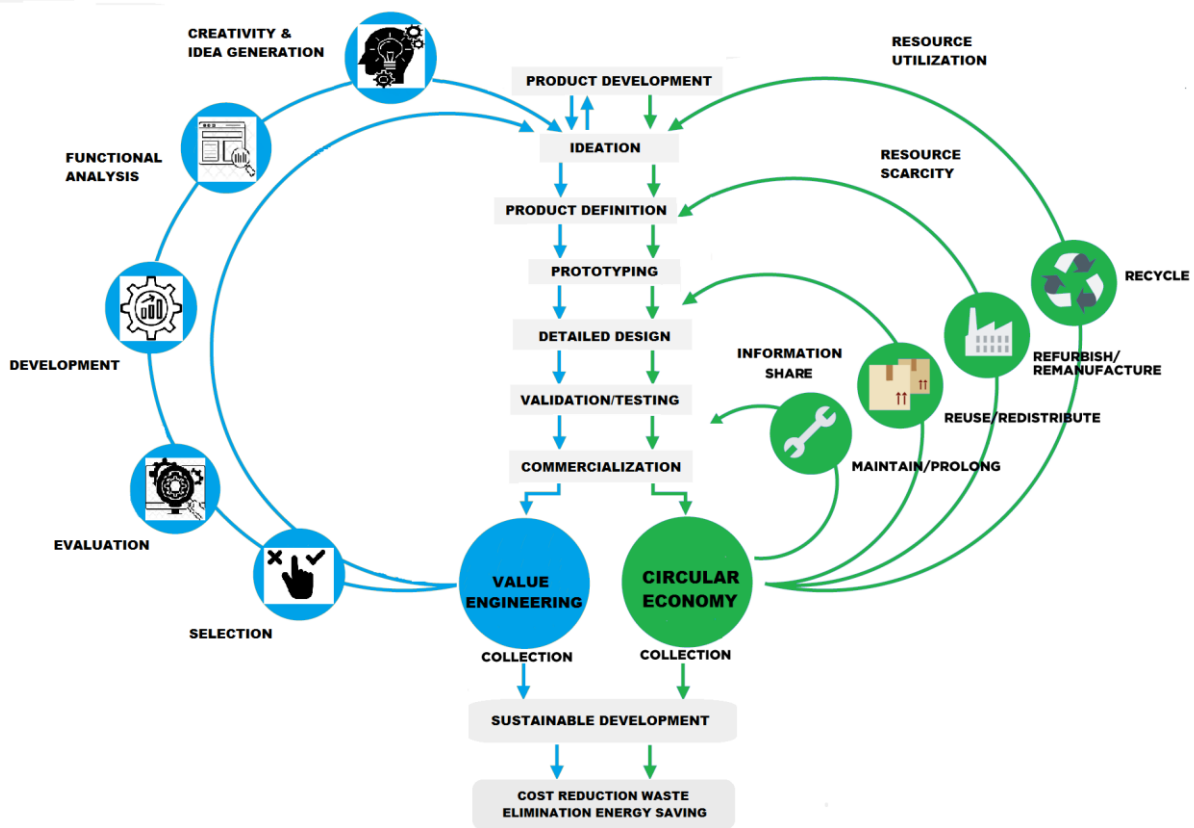 CREATIVITY &
IDEA GENERATION
FUNCTIONAL
ANALYSIS
DEVELOPMENT
EVALUATION
SELECTION
PRODUCT DEVELOPMENT
IDEATION
PRODUCT DEFINITION
PROTOTYPING
DETAILED DESIGN
VALIDATION/TESTING
COMMERCIALIZATION
VALUE
ENGINEERING
CIRCULAR
ECONOMY
COLLECTION
COLLECTION
SUSTAINABLE DEVELOPMENT
COST REDUCTION WASTE
ELIMINATION ENERGY SAVING
RESOURCE
UTILIZATION
RESOURCE
SCARCITY
INFORMATION
SHARE
RECYCLE
REFURBISH/
REMANUFACTURE
REUSE/REDISTRIBUTE
MAINTAIN/PROLONG